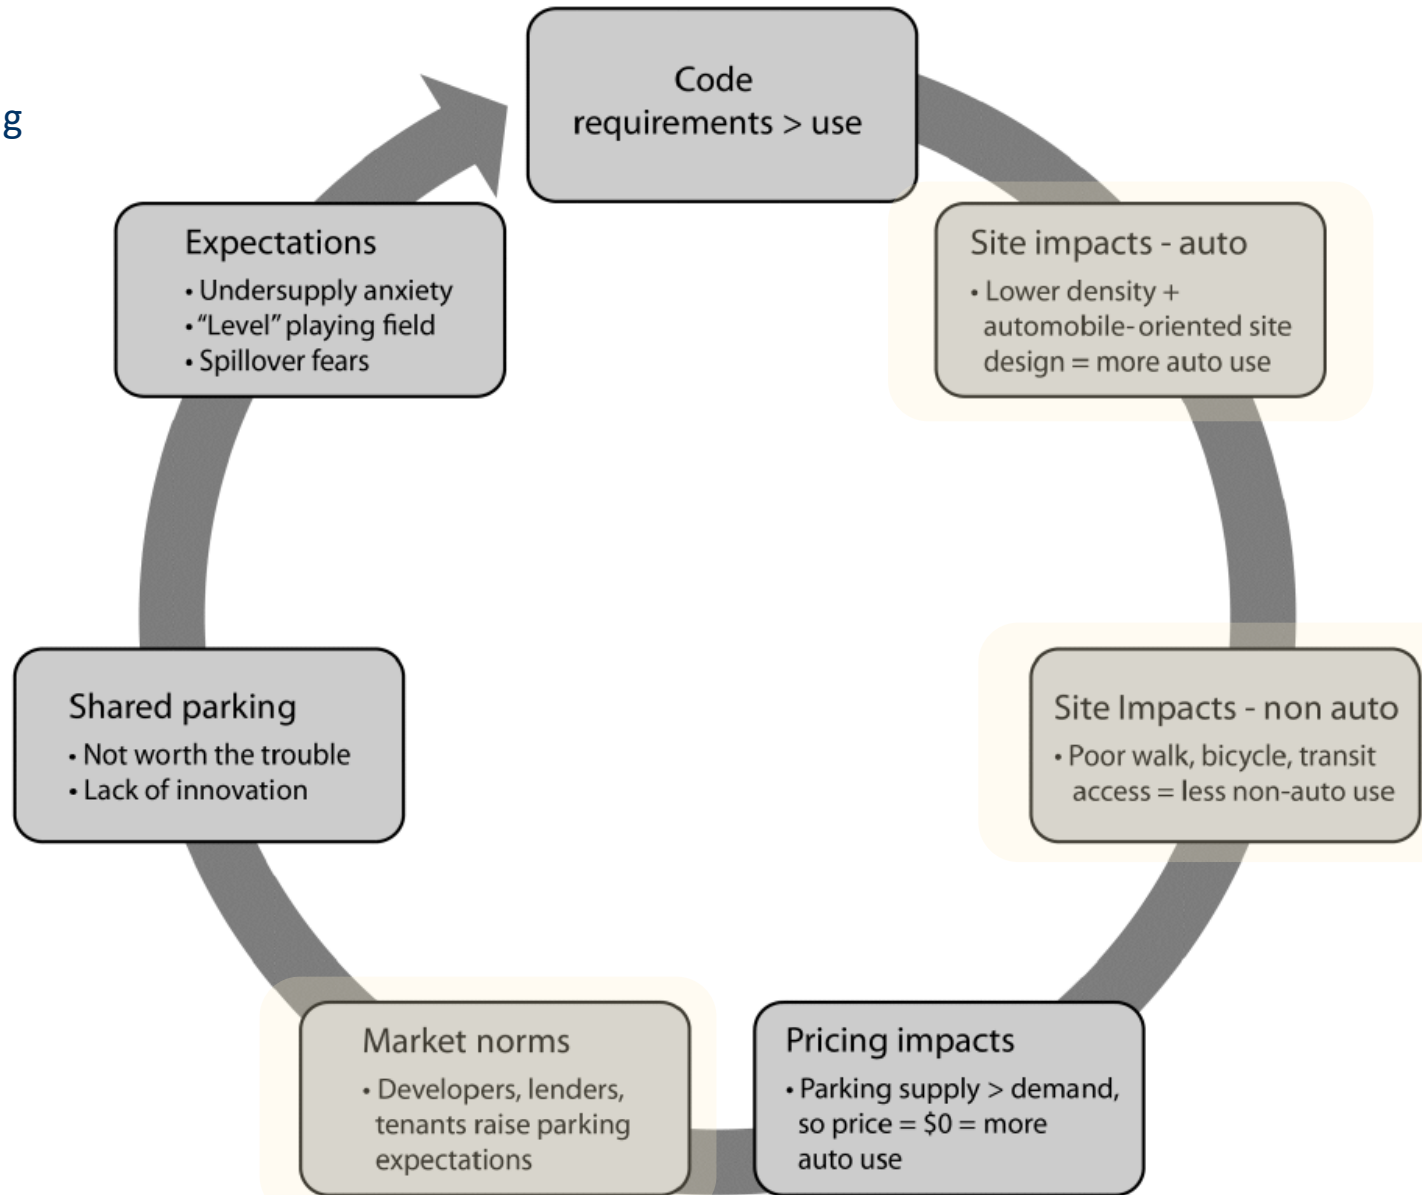 g
Code
requirements > use
Site impacts - auto
• Lower density +
automobile-oriented site
design = more auto use
Site Impacts - non auto
• Poor walk, bicycle, transit
access = less non-auto use
Pricing impacts
• Parking supply > demand,
so price = $0 = more
auto use
Market norms
• Developers, lenders,
tenants raise parking
expectations
Shared parking
• Not worth the trouble
• Lack of innovation
Expectations
• Undersupply anxiety
• “Level” playing field
• Spillover fears